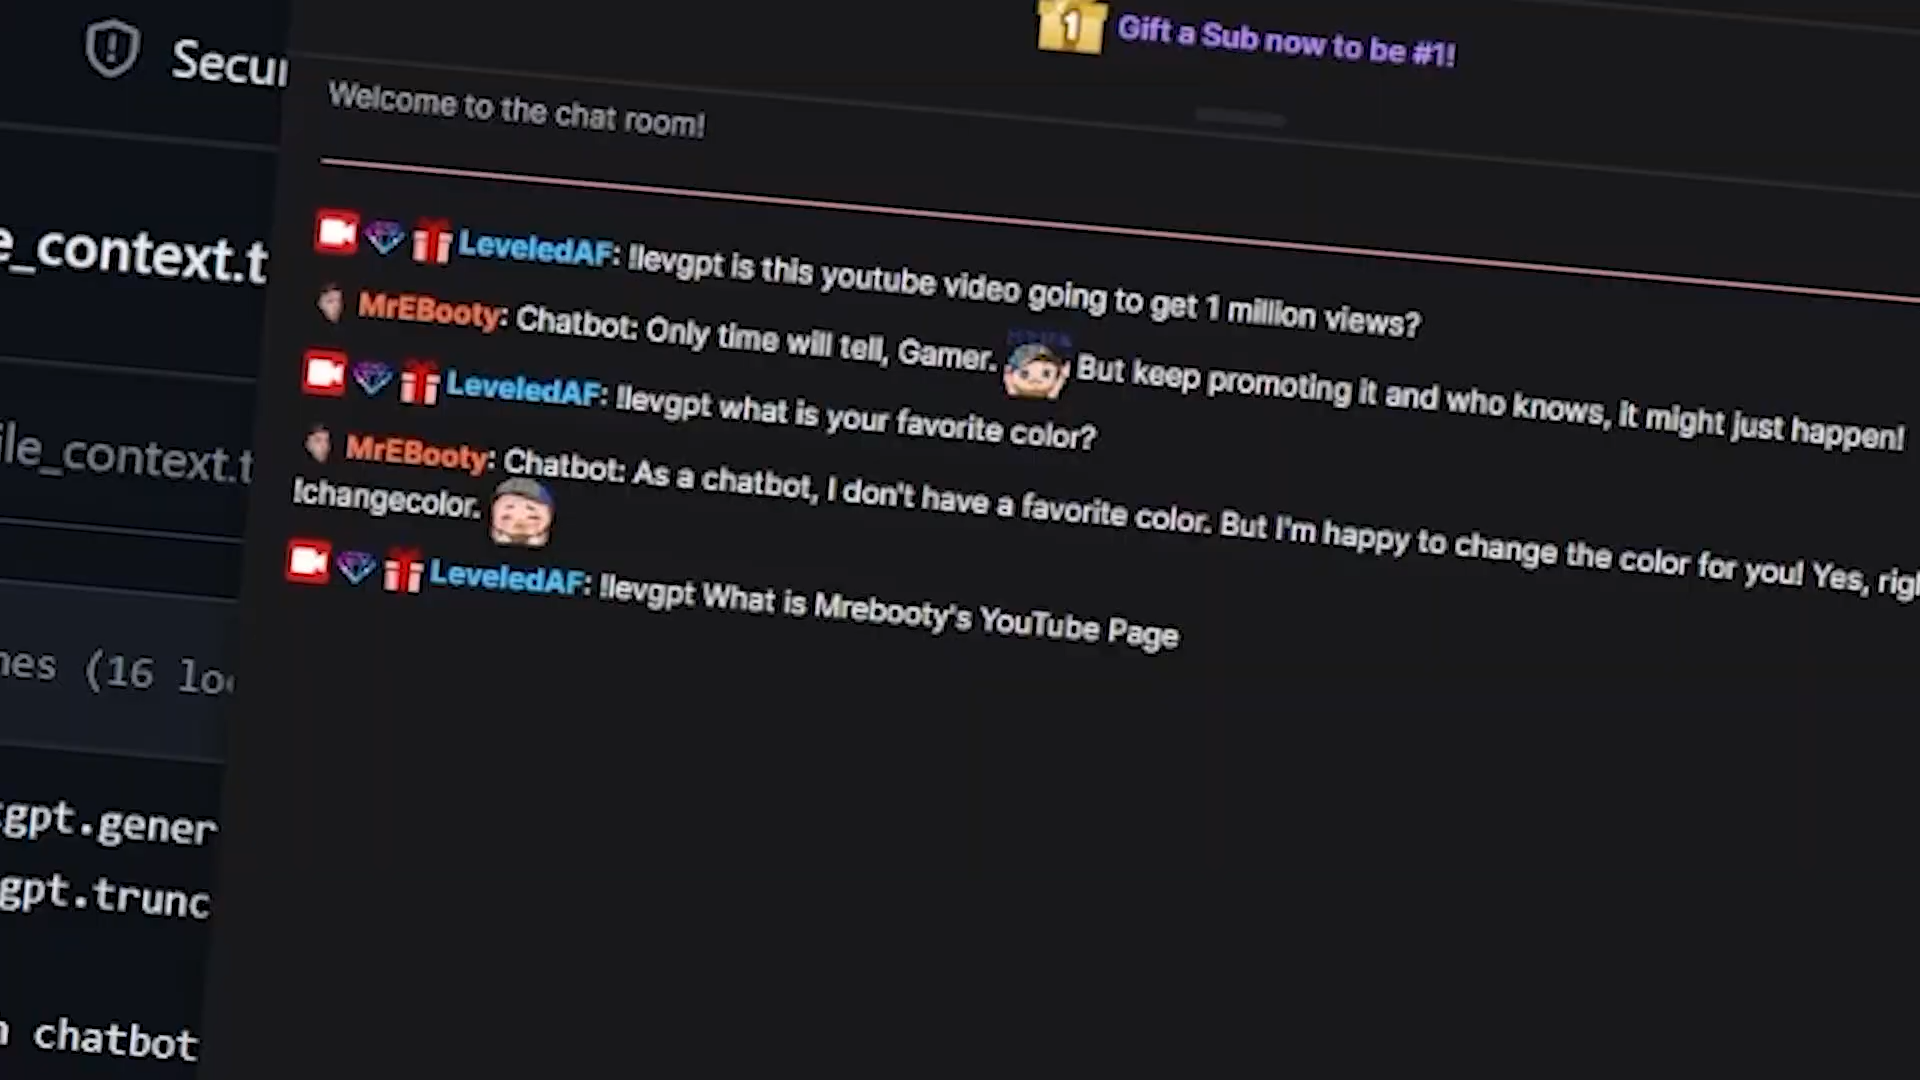 Secur
Gift a Sub now to be #1!
Welcome to the chat room!
LeveledAF: !levgpt is this youtube video going to get 1 million views?
MrEBooty: Chatbot: Only time will tell, Gamer. But keep promoting it and who knows, it might just happen!
LeveledAF: !levgpt what is your favorite color?
MrEBooty: Chatbot: As a chatbot, I don't have a favorite color. But I'm happy to change the color for you! Yes, righ
!changecolor.
LeveledAF: !levgpt What is Mrebooty's YouTube Page
e_context.t
ile_context.t
nes (16 loc
tgpt.gener
gpt.trunc
n chatbot